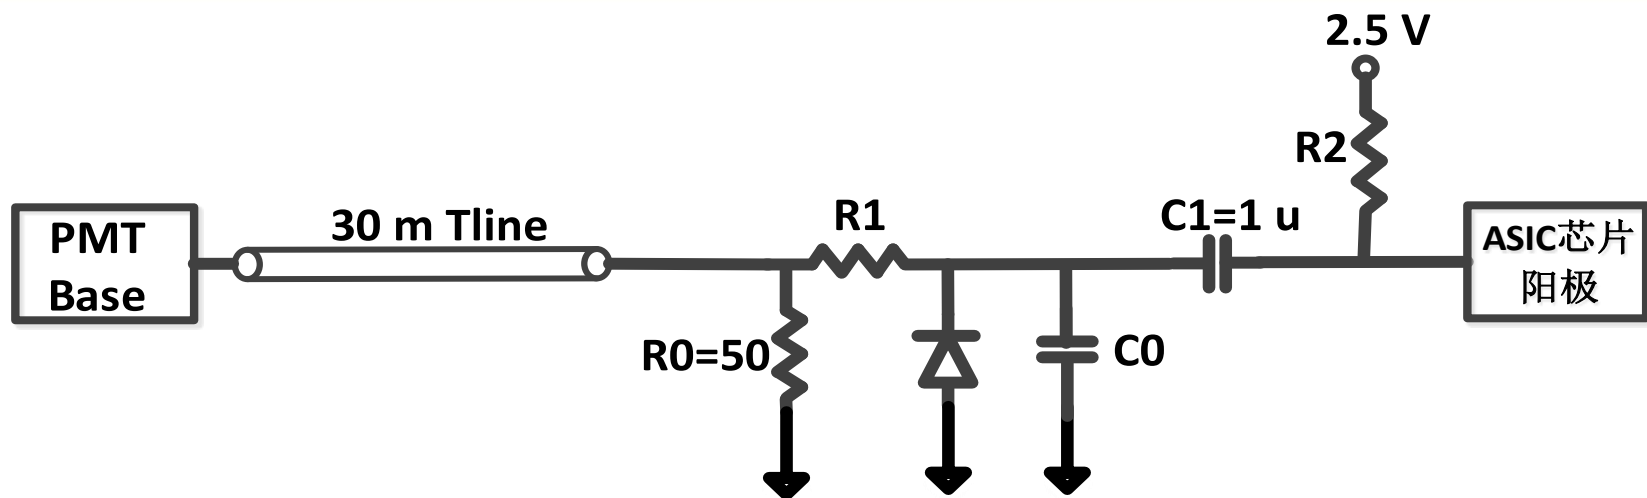 2.5 V
R2
PMT
Base
30 m Tline
R1
C1=1 u
ASIC芯片
阳极
R0=50
C0